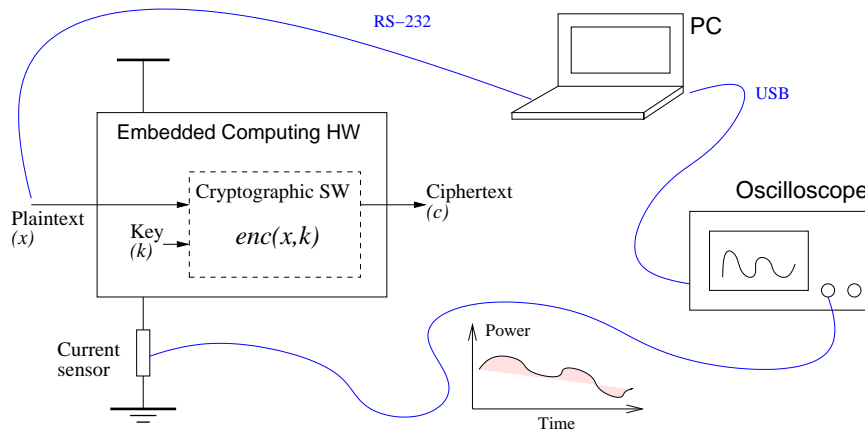 RS−232
PC
USB
Embedded Computing HW
Cryptographic SW
Plaintext
(x)
Key
(k)
enc(x,k)
Ciphertext
(c)
Oscilloscope
Current
sensor
Power
Time